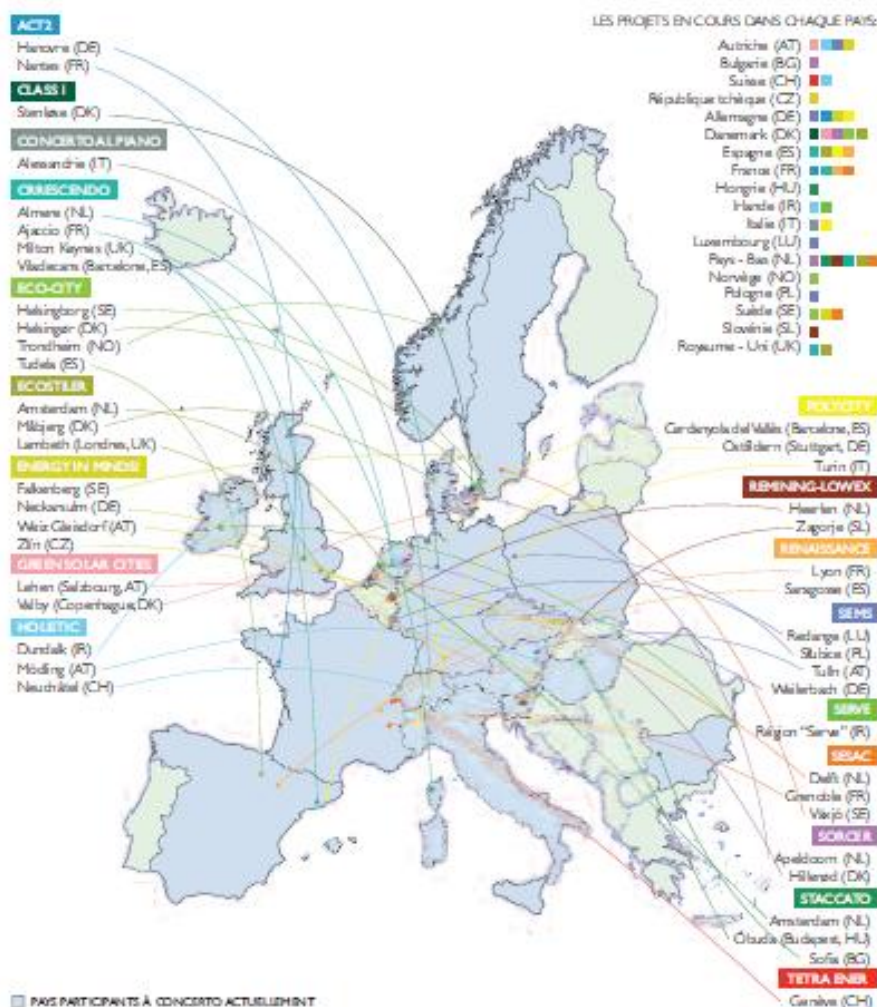 ACT2
Hanovre (DE)
Nantes (FR)
CLASS I
Stenløse (DK)
CONCERTO AL PIANO
Alessandrie (IT)
CRRESCENDO
Almere (NL)
Ajaccio (FR)
Milton Keynes (UK)
Viladecans (Barcelone, ES)
ECO-CITY
Helsingborg (SE)
Helsingør (DK)
Trondheim (NO)
Tudela (ES)
ECOSTILER
Amsterdam (NL)
Måbjerg (DK)
Lambeth (Londres, UK)
ENERGY IN MINDS!
Falkenberg (SE)
Neckarsulm (DE)
Weiz Gleisdorf (AT)
Zlín (CZ)
GREEN SOLAR CITIES
Lehen (Salzbourg, AT)
Valby (Copenhague, DK)
HOLISTIC
Dundalk (IR)
Mödling (AT)
Neuchâtel (CH)
LES PROJETS EN COURS DANS CHAQUE PAYS:
Autriche (AT)
Bulgarie (BG)
Suisse (CH)
République tchèque (CZ)
Allemagne (DE)
Danemark (DK)
Espagne (ES)
France (FR)
Hongrie (HU)
Irlande (IR)
Italie (IT)
Luxembourg (LU)
Pays - Bas (NL)
Norvège (NO)
Pologne (PL)
Suède (SE)
Slovénie (SL)
Royaume - Uni (UK)
POLYCITY
Cerdanyola del Vallès (Barcelone, ES)
Ostfildern (Stuttgart, DE)
Turin (IT)
REMINING-LOWEX
Heerlen (NL)
Zagorje (SL)
RENAISSANCE
Lyon (FR)
Saragosse (ES)
SEMS
Redange (LU)
Slubice (PL)
Tulln (AT)
Weilerbach (DE)
SERVE
Région "Serve" (IR)
SESAC
Delft (NL)
Grenoble (FR)
Växjö (SE)
SORCER
Apeldoorn (NL)
Hillerød (DK)
STACCATO
Amsterdam (NL)
Óbuda (Budapest, HU)
Sofia (BG)
TETRA ENER
Genève (CH)
PAYS PARTICIPANTS À CONCERTO ACTUELLEMENT